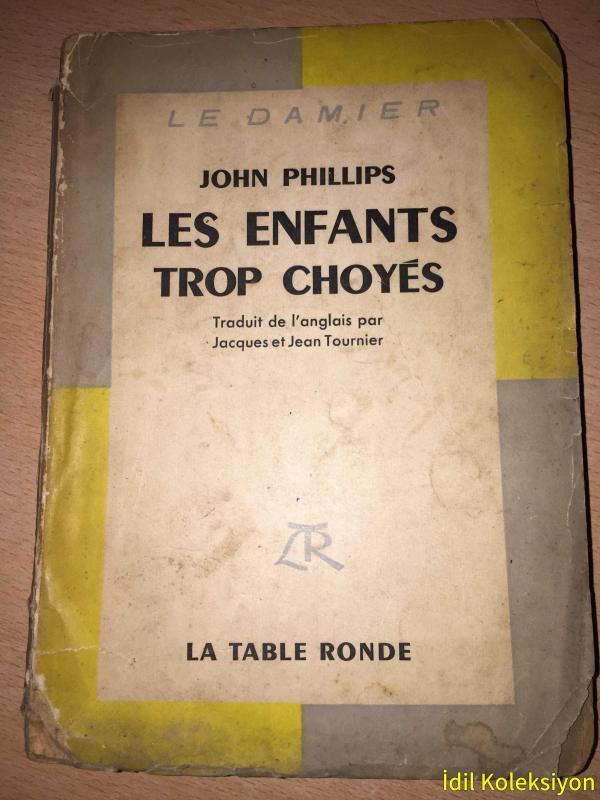 LE DAMIER
JOHN PHILLIPS
LES ENFANTS
TROP CHOYÉS
Traduit de l'anglais par
Jacques et Jean Tournier
LTR
LA TABLE RONDE
İdil Koleksiyon